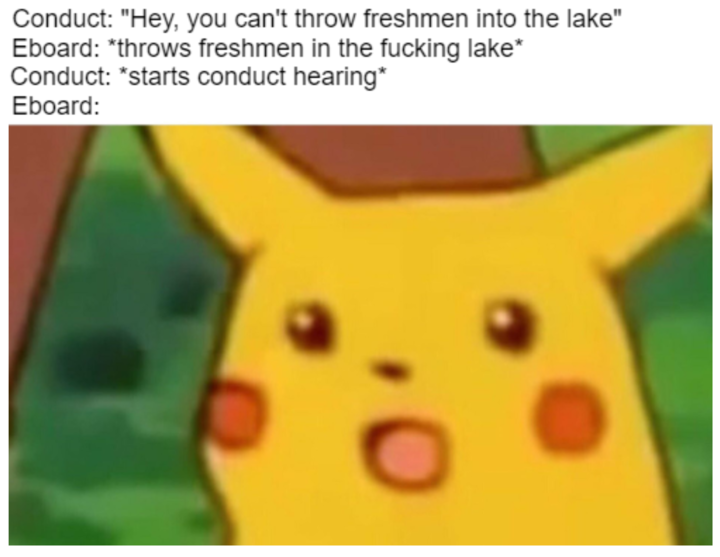 Conduct: "Hey, you can't throw freshmen into the lake"
Eboard: *throws freshmen in the fucking lake*
Conduct: *starts conduct hearing*
Eboard: